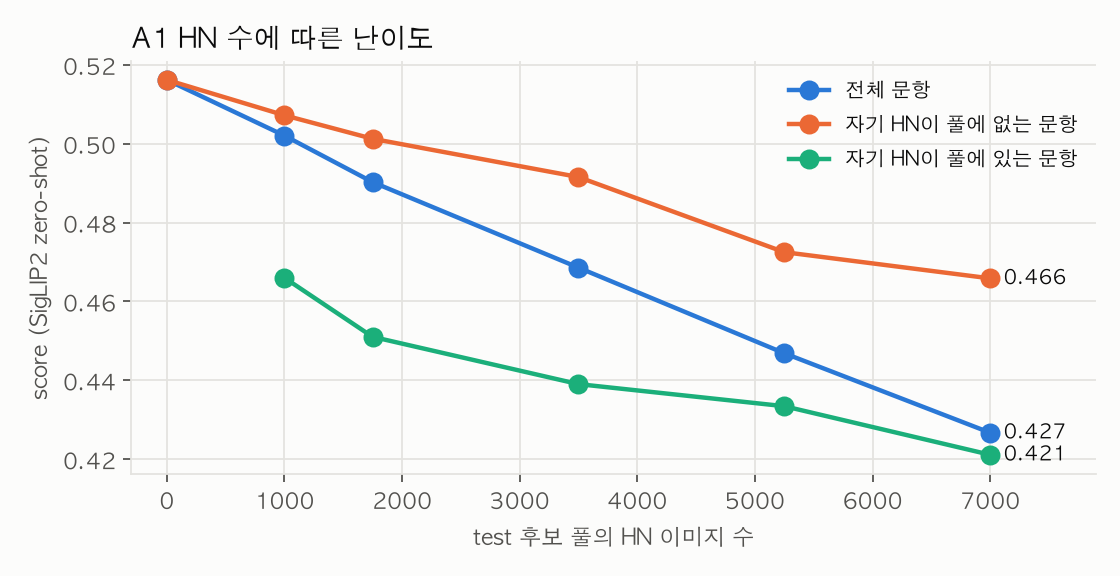 A1 HN 수에 따른 난이도
전체 문항
자기 HN이 풀에 없는 문항
자기 HN이 풀에 있는 문항
score (SigLIP2 zero-shot)
0.52
0.50
0.48
0.46
0.44
0.42
0.466
0.427
0.421
0 1000 2000 3000 4000 5000 6000 7000
test 후보 풀의 HN 이미지 수